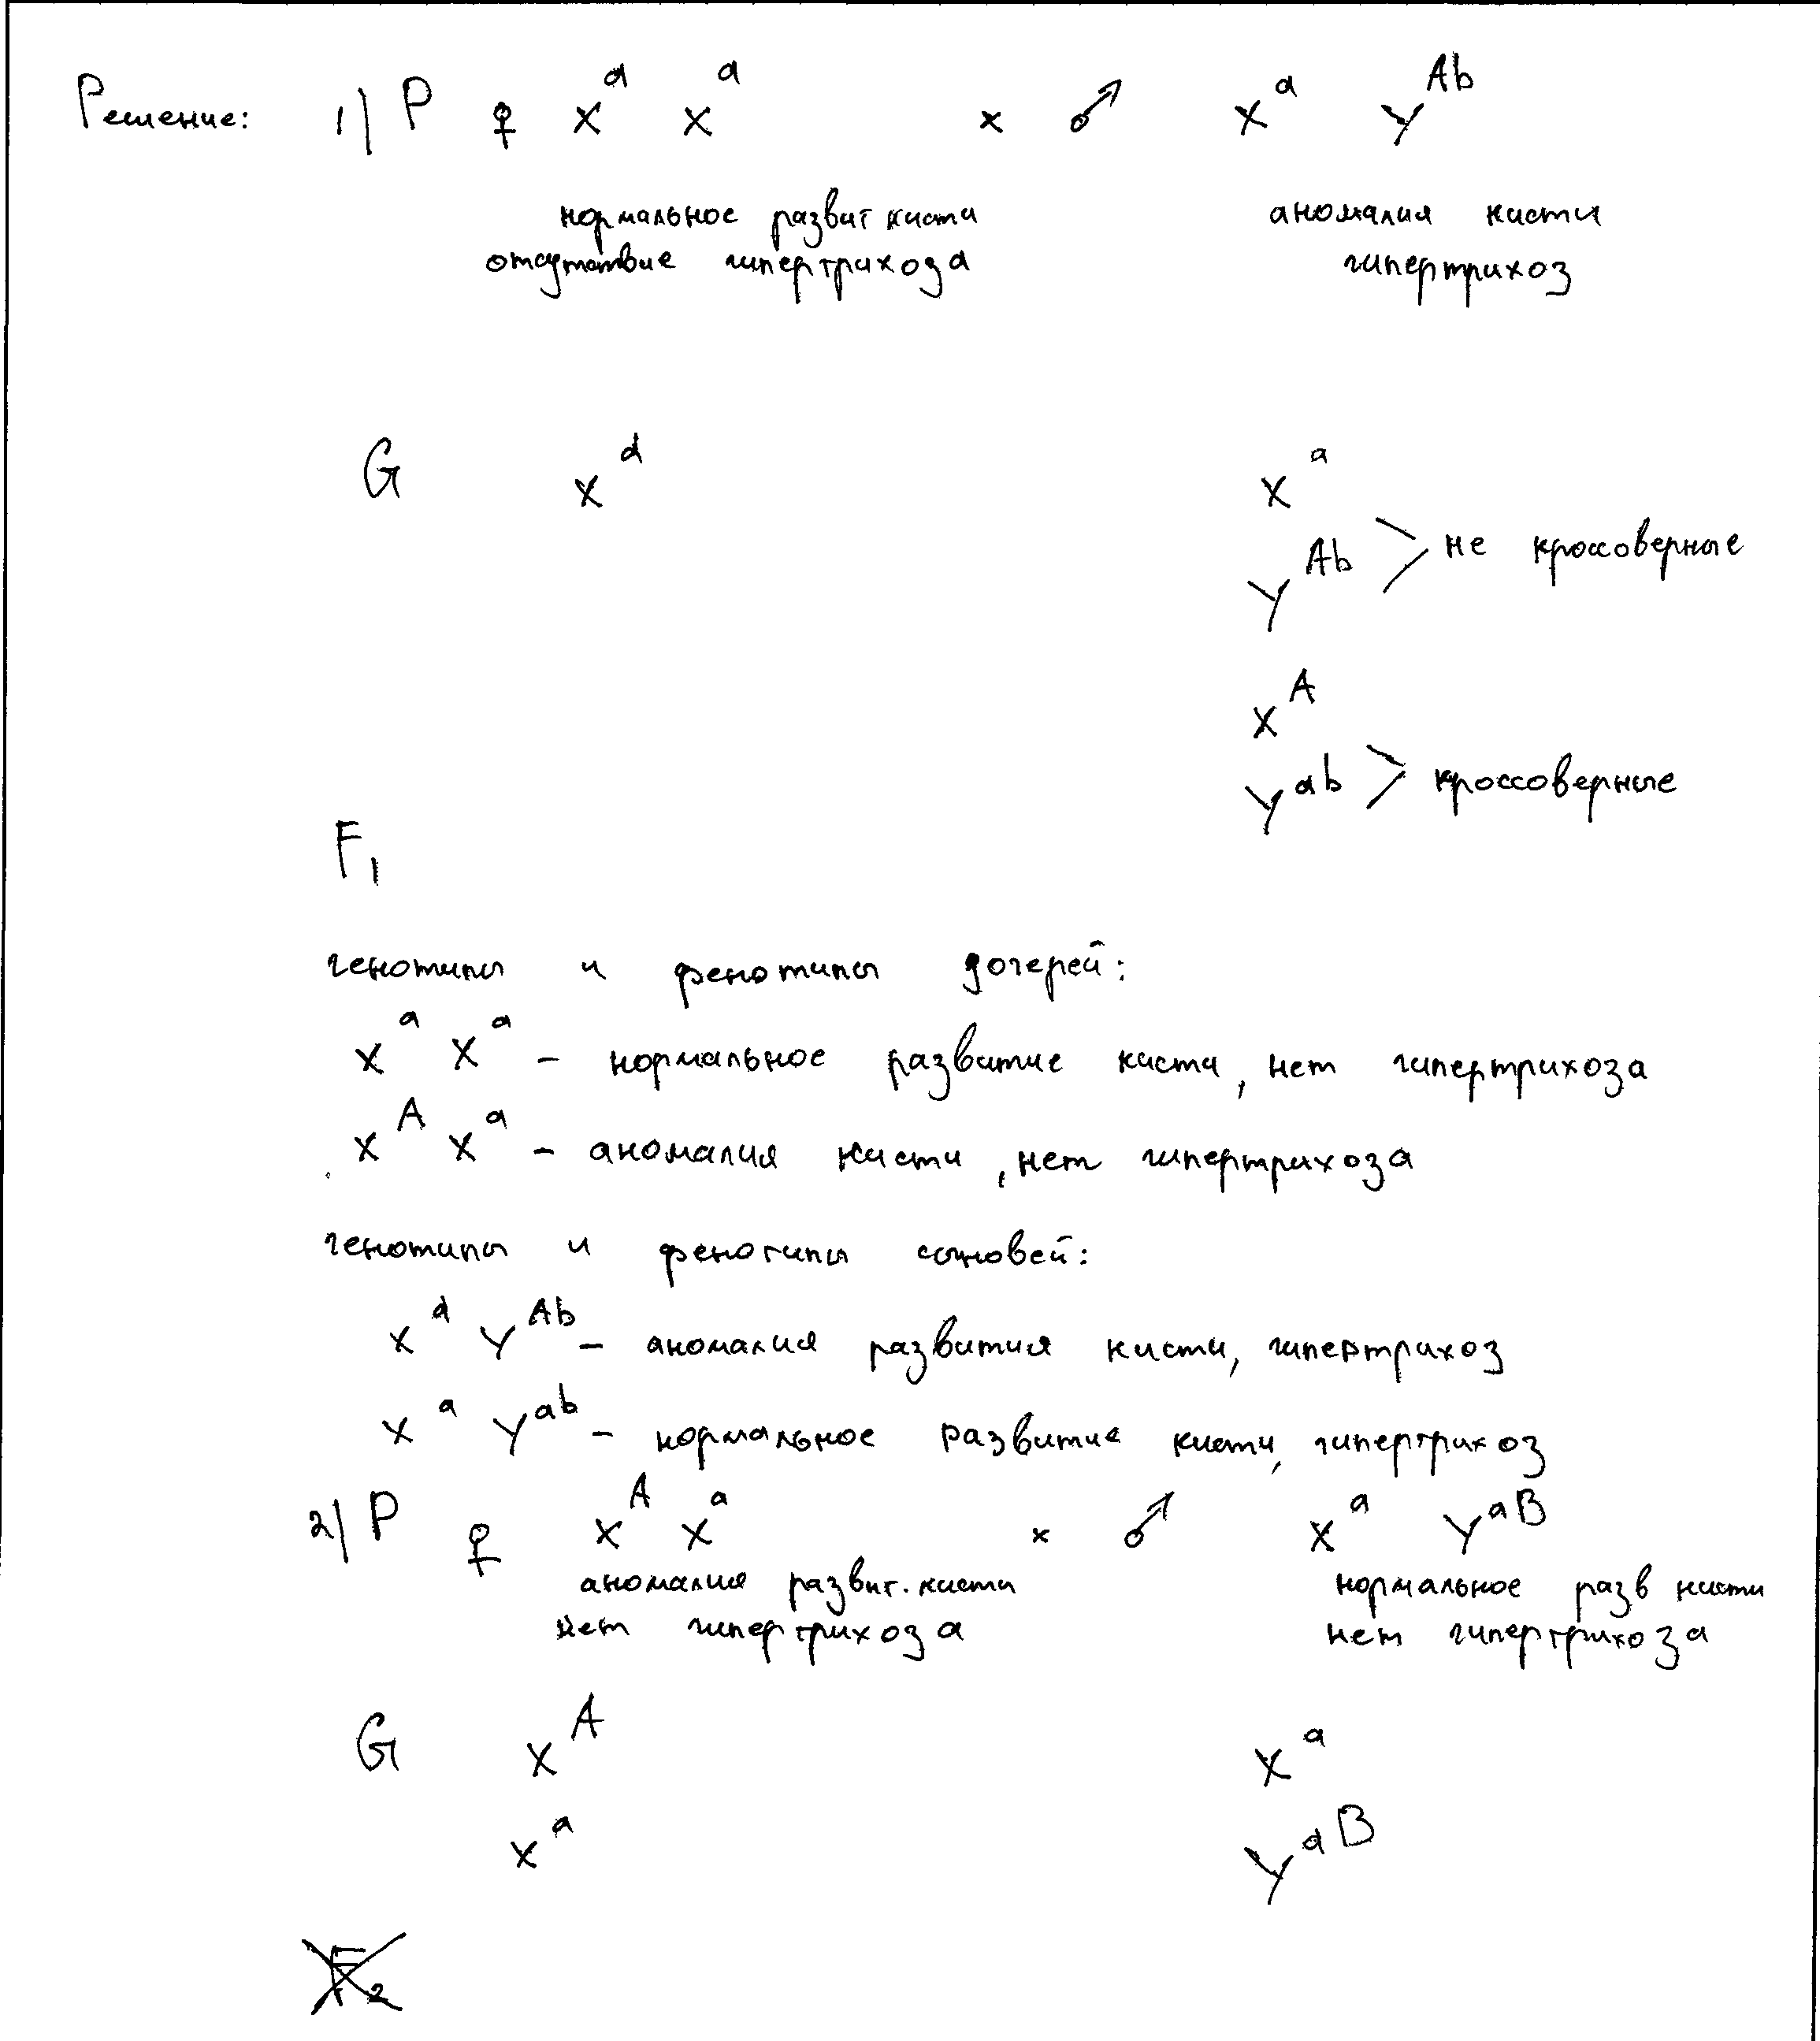 Решение: 1) P ♀ X^a X^a × ♂ X^a Y^Ab
нормальное развит кисти аномалия кисти
отсутствие гипертрихоза гипертрихоз
G X^a X^a
Y^Ab > не кроссоверные
X^A
Y^ab > кроссоверные
F1
генотипы и фенотипы дочерей:
X^a X^a – нормальное развитие кисти, нет гипертрихоза
X^A X^a – аномалия кисти, нет гипертрихоза
генотипы и фенотипы сыновей:
X^a Y^Ab – аномалия развития кисти, гипертрихоз
X^a Y^ab – нормальное развитие кисти, гипертрихоз
2) P ♀ X^A X^a × ♂ X^a Y^aB
аномалия развит. кисти нормальное разв кисти
нет гипертрихоза нет гипертрихоза
G X^A X^a
X^a Y^aB